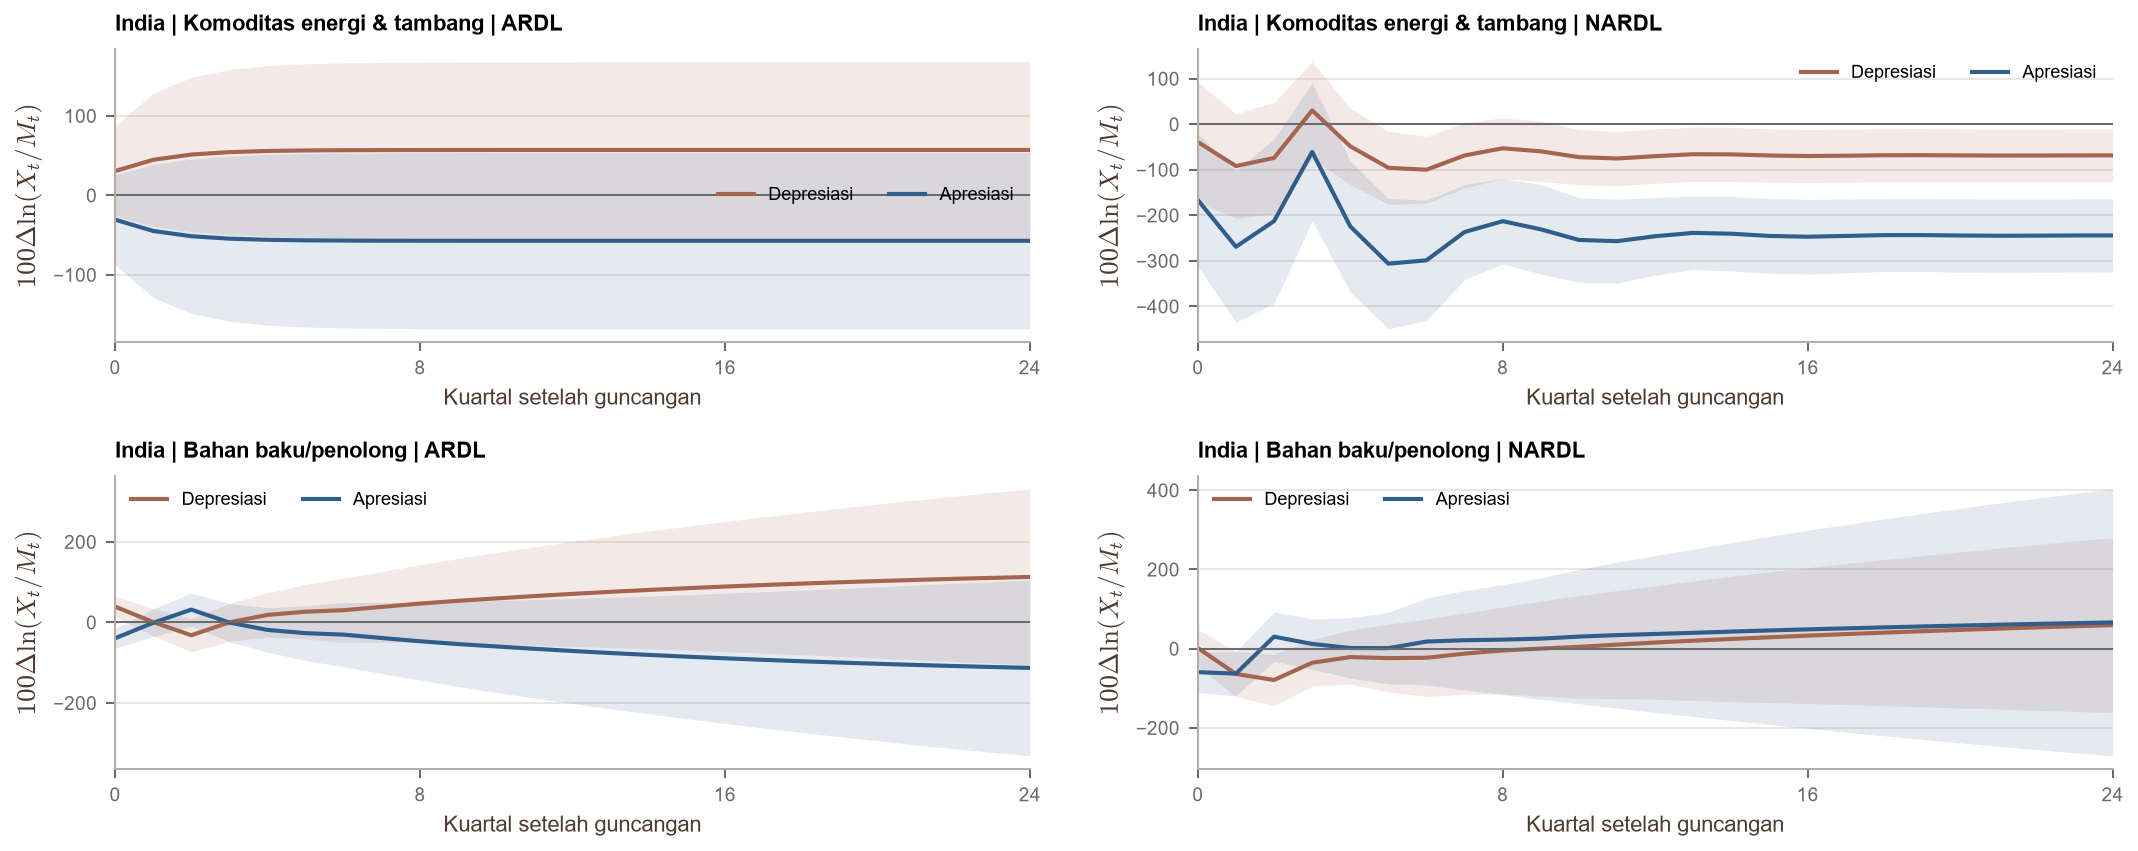 India | Komoditas energi & tambang | ARDL
100Δln(X_t/M_t)
100
0
−100
Depresiasi
Apresiasi
0
8
16
24
Kuartal setelah guncangan
India | Komoditas energi & tambang | NARDL
100Δln(X_t/M_t)
100
0
−100
−200
−300
−400
Depresiasi
Apresiasi
0
8
16
24
Kuartal setelah guncangan
India | Bahan baku/penolong | ARDL
100Δln(X_t/M_t)
200
0
−200
Depresiasi
Apresiasi
0
8
16
24
Kuartal setelah guncangan
India | Bahan baku/penolong | NARDL
100Δln(X_t/M_t)
400
200
0
−200
Depresiasi
Apresiasi
0
8
16
24
Kuartal setelah guncangan